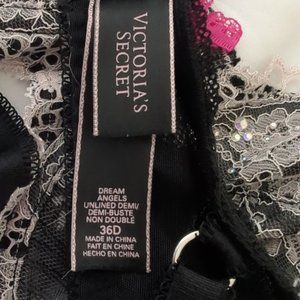 VICTORIA'S
SECRET
DREAM
ANGELS
UNLINED DEMI/
DEMI-BUSTE
NON DOUBLÉ
36D
MADE IN CHINA
FAIT EN CHINE
HECHO EN CHINA